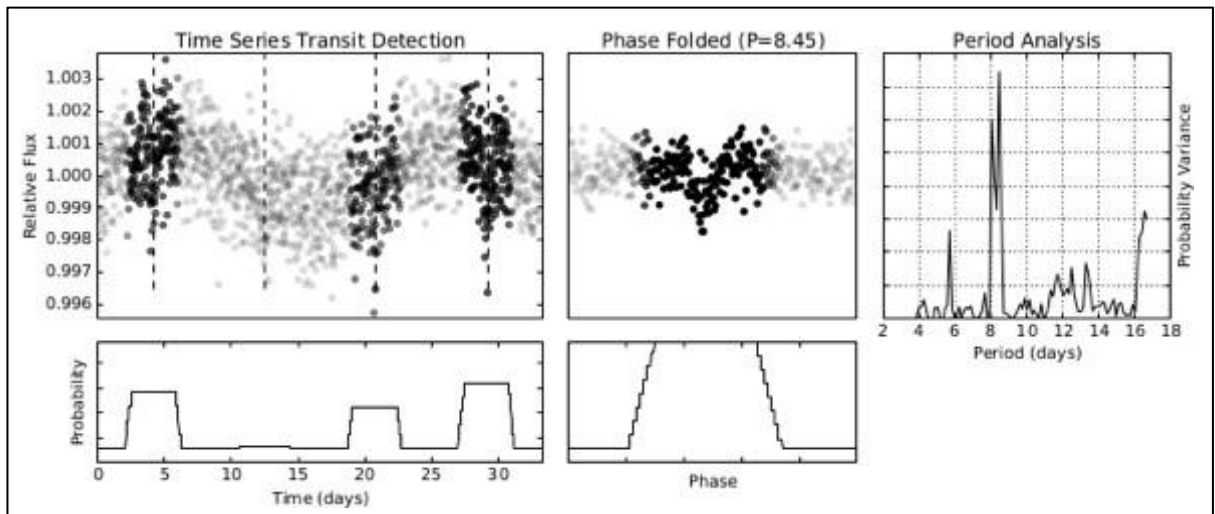 Time Series Transit Detection
Phase Folded (P=8.45)
Period Analysis
Relative Flux
1.003
1.002
1.001
1.000
0.999
0.998
0.997
0.996
Probability Variance
2 4 6 8 10 12 14 16 18
Period (days)
Probability
0 5 10 15 20 25 30
Time (days)
Phase